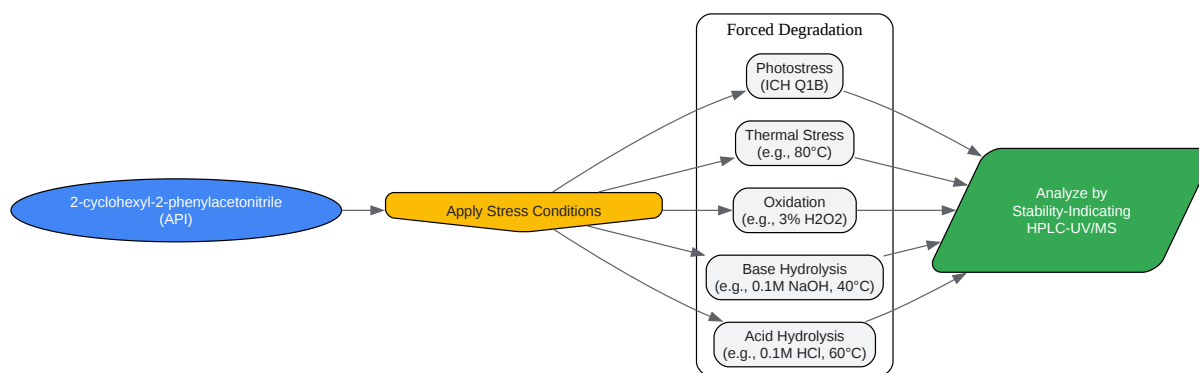 2-cyclohexyl-2-phenylacetonitrile
(API)
Apply Stress Conditions
Forced Degradation
Photostress
(ICH Q1B)
Thermal Stress
(e.g., 80°C)
Oxidation
(e.g., 3% H2O2)
Base Hydrolysis
(e.g., 0.1M NaOH, 40°C)
Acid Hydrolysis
(e.g., 0.1M HCl, 60°C)
Analyze by
Stability-Indicating
HPLC-UV/MS